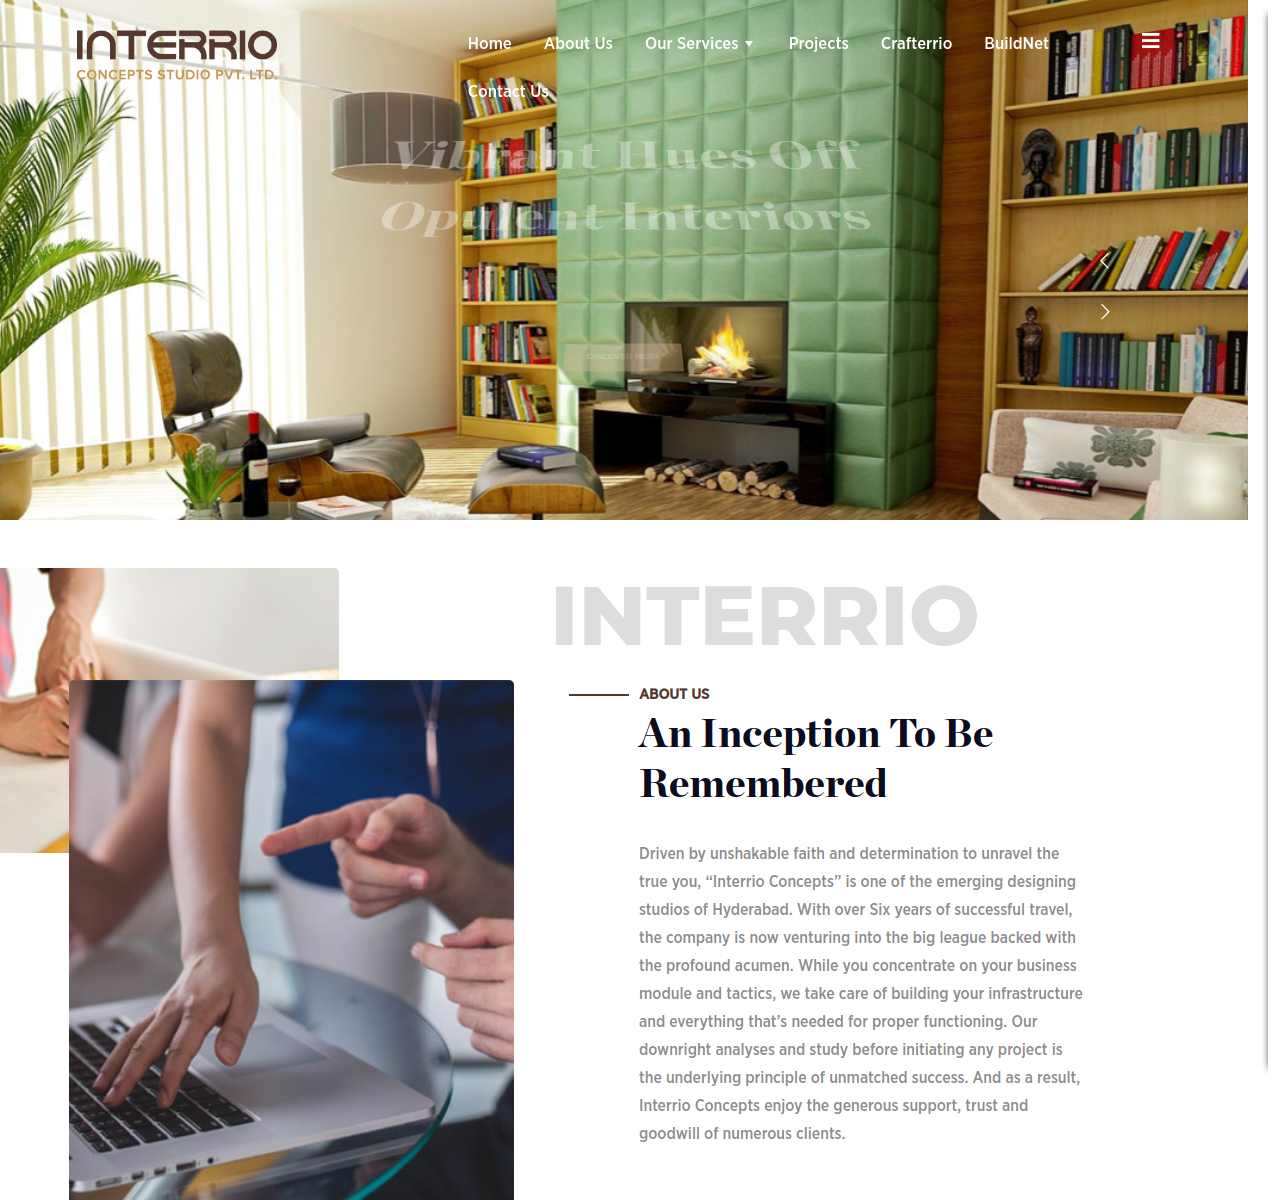 INTERRIO
CONCEPTS STUDIO PVT. LTD.
Home About Us Our Services Projects Crafterrio BuildNet
Contact Us
Vibrant Hues Off
Opulent Interiors
DISCOVER MORE
INTERRIO
ABOUT US
An Inception To Be
Remembered
Driven by unshakable faith and determination to unravel the
true you, “Interrio Concepts” is one of the emerging designing
studios of Hyderabad. With over Six years of successful travel,
the company is now venturing into the big league backed with
the profound acumen. While you concentrate on your business
module and tactics, we take care of building your infrastructure
and everything that’s needed for proper functioning. Our
downright analyses and study before initiating any project is
the underlying principle of unmatched success. And as a result,
Interrio Concepts enjoy the generous support, trust and
goodwill of numerous clients.